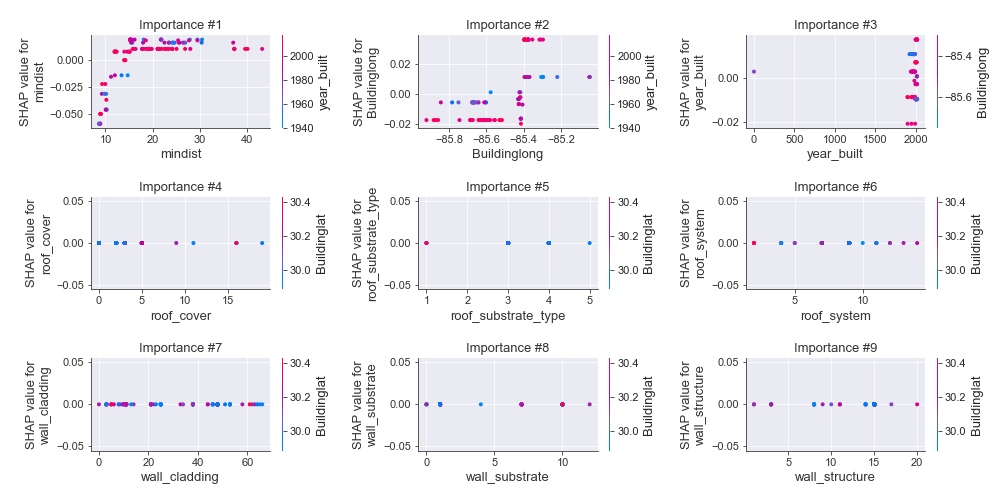 Importance #1
SHAP value for
mindist
0.000
−0.025
−0.050
10
20
30
40
mindist
2000
1980
1960
1940
year_built
Importance #2
SHAP value for
Buildinglong
0.02
0.00
−0.02
−85.8
−85.6
−85.4
−85.2
Buildinglong
2000
1980
1960
1940
year_built
Importance #3
SHAP value for
year_built
0.00
−0.02
0
500
1000
1500
2000
year_built
−85.4
−85.6
Buildinglong
Importance #4
SHAP value for
roof_cover
0.05
0.00
−0.05
0
5
10
15
roof_cover
30.4
30.2
30.0
Buildinglat
Importance #5
SHAP value for
roof_substrate_type
0.05
0.00
−0.05
1
2
3
4
5
roof_substrate_type
30.4
30.2
30.0
Buildinglat
Importance #6
SHAP value for
roof_system
0.05
0.00
−0.05
5
10
roof_system
30.4
30.2
30.0
Buildinglat
Importance #7
SHAP value for
wall_cladding
0.05
0.00
−0.05
0
20
40
60
wall_cladding
30.4
30.2
30.0
Buildinglat
Importance #8
SHAP value for
wall_substrate
0.05
0.00
−0.05
0
5
10
wall_substrate
30.4
30.2
30.0
Buildinglat
Importance #9
SHAP value for
wall_structure
0.05
0.00
−0.05
5
10
15
20
wall_structure
30.4
30.2
30.0
Buildinglat